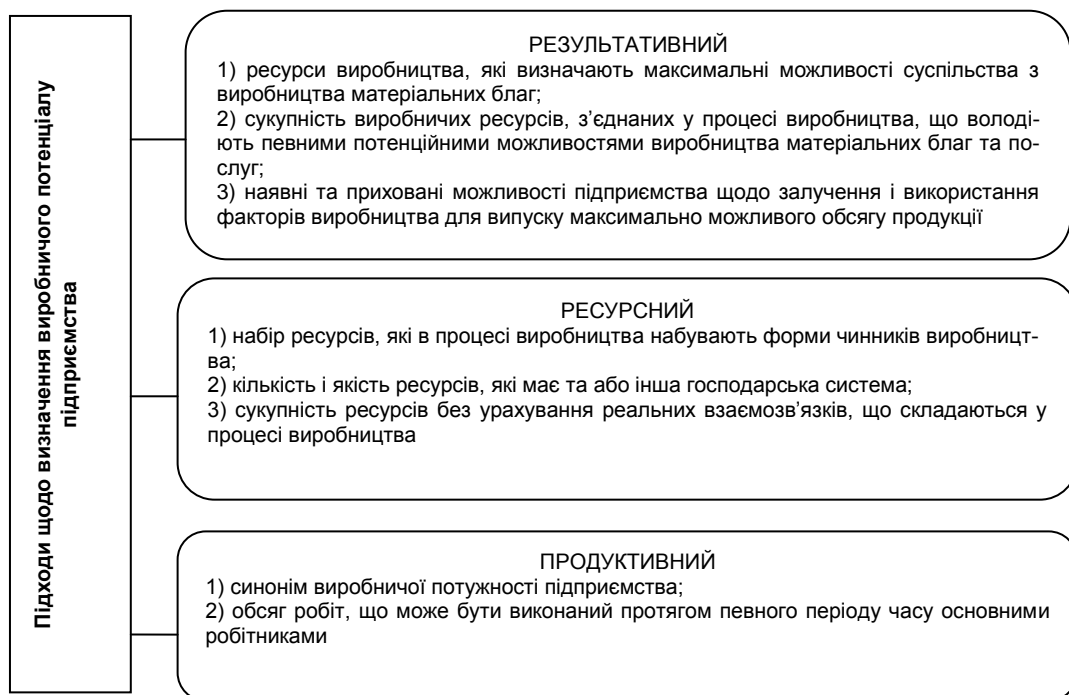 Підходи щодо визначення виробничого потенціалу
підприємства
РЕЗУЛЬТАТИВНИЙ
1) ресурси виробництва, які визначають максимальні можливості суспільства з
виробництва матеріальних благ;
2) сукупність виробничих ресурсів, з’єднаних у процесі виробництва, що володі-
ють певними потенційними можливостями виробництва матеріальних благ та по-
слуг;
3) наявні та приховані можливості підприємства щодо залучення і використання
факторів виробництва для випуску максимально можливого обсягу продукції
РЕСУРСНИЙ
1) набір ресурсів, які в процесі виробництва набувають форми чинників виробницт-
ва;
2) кількість і якість ресурсів, які має та або інша господарська система;
3) сукупність ресурсів без урахування реальних взаємозв’язків, що складаються у
процесі виробництва
ПРОДУКТИВНИЙ
1) синонім виробничої потужності підприємства;
2) обсяг робіт, що може бути виконаний протягом певного періоду часу основними
робітниками